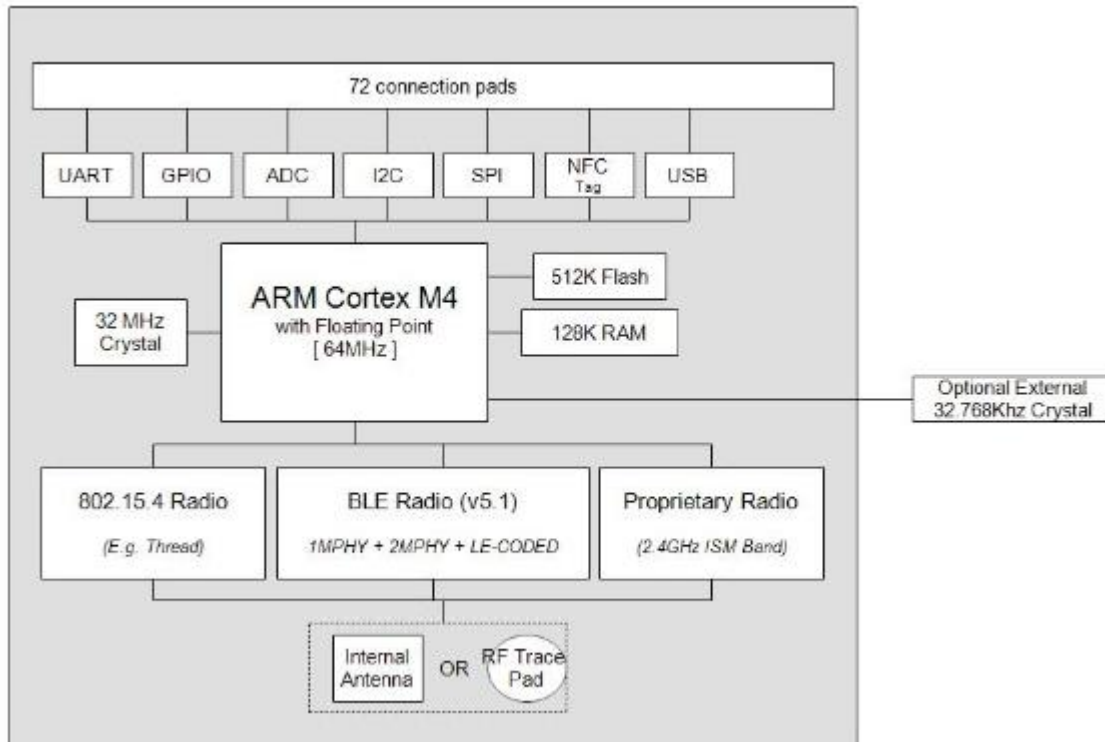 72 connection pads
UART
GPIO
ADC
I2C
SPI
NFC
Tag
USB
ARM Cortex M4
with Floating Point
[ 64MHz ]
512K Flash
128K RAM
32 MHz
Crystal
Optional External
32.768Khz Crystal
802.15.4 Radio
(E.g. Thread)
BLE Radio (v5.1)
1MPHY + 2MPHY + LE-CODED
Proprietary Radio
(2.4GHz ISM Band)
Internal
Antenna
OR
RF Trace
Pad